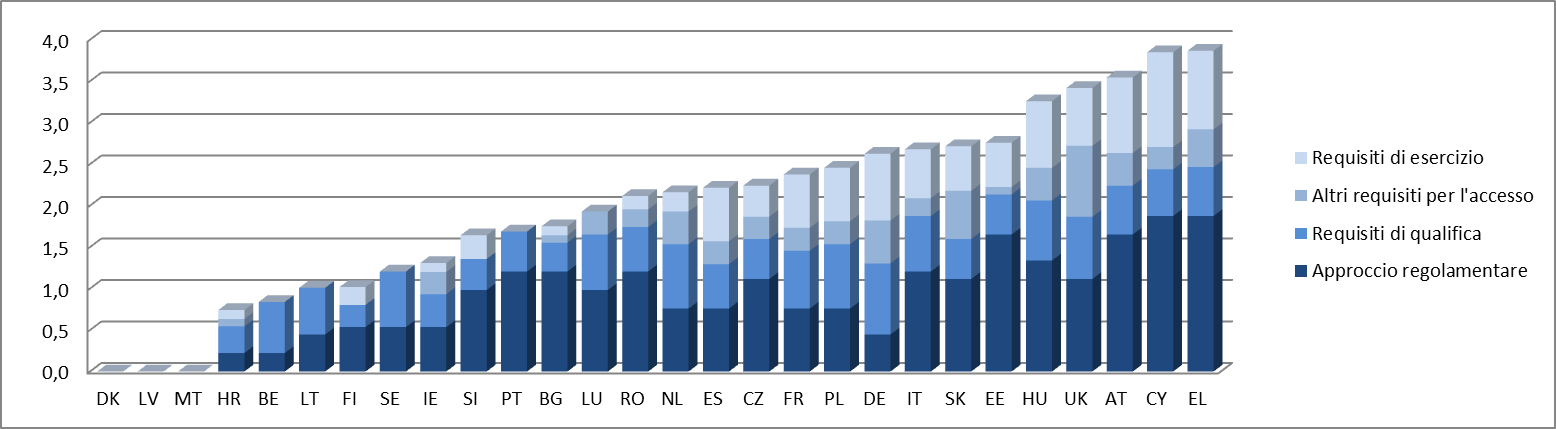 4,0
3,5
3,0
2,5
2,0
1,5
1,0
0,5
0,0
DK LV MT HR BE LT FI SE IE SI PT BG LU RO NL ES CZ FR PL DE IT SK EE HU UK AT CY EL
Requisiti di esercizio
Altri requisiti per l'accesso
Requisiti di qualifica
Approccio regolamentare